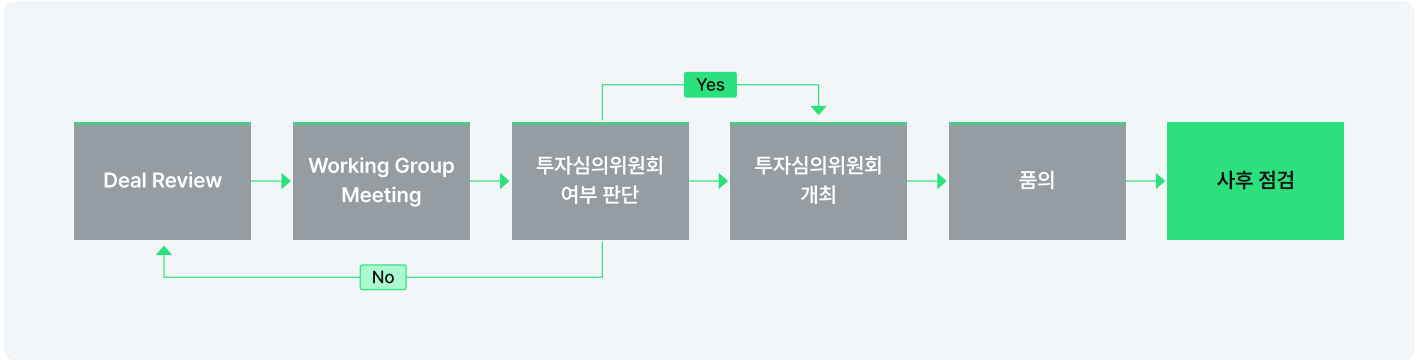 Yes
Deal Review
Working Group
Meeting
투자심의위원회
여부 판단
투자심의위원회
개최
품의
사후 점검
No